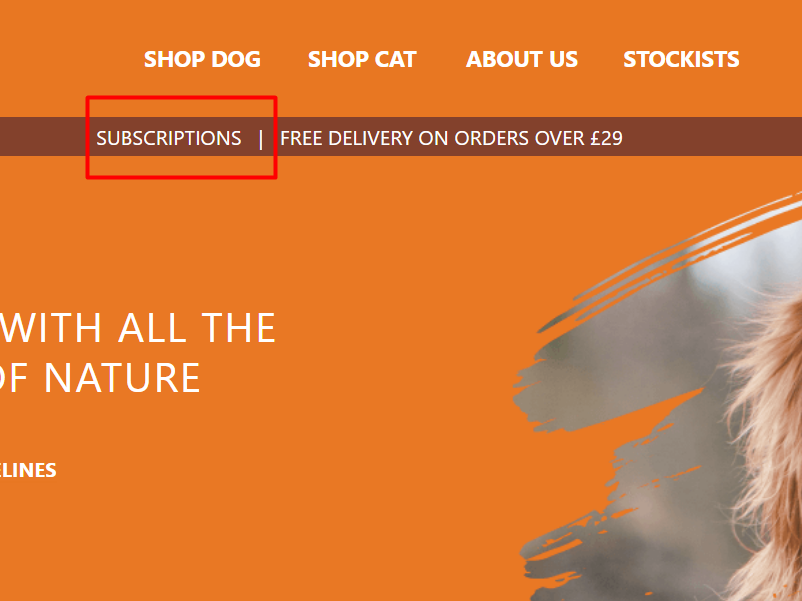 SHOP DOG SHOP CAT ABOUT US STOCKISTS
SUBSCRIPTIONS | FREE DELIVERY ON ORDERS OVER £29
WITH ALL THE
OF NATURE